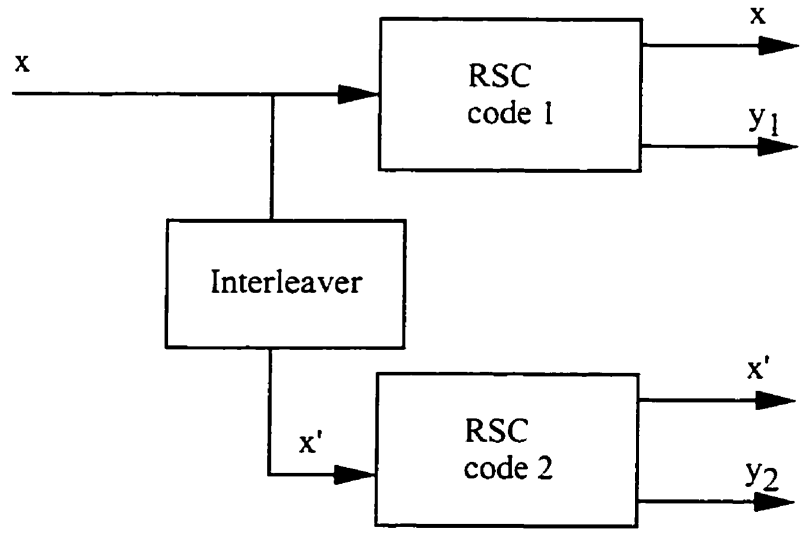 x
x
RSC
code 1
y1
Interleaver
x'
x'
RSC
code 2
y2